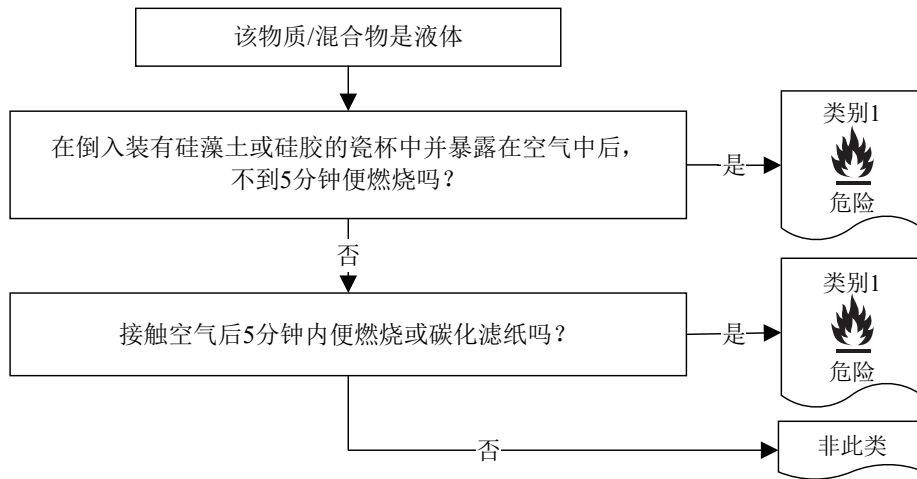 该物质/混合物是液体
在倒入装有硅藻土或硅胶的瓷杯中并暴露在空气中后，
不到5分钟便燃烧吗？
是
类别1
危险
否
接触空气后5分钟内便燃烧或碳化滤纸吗？
是
类别1
危险
否
非此类